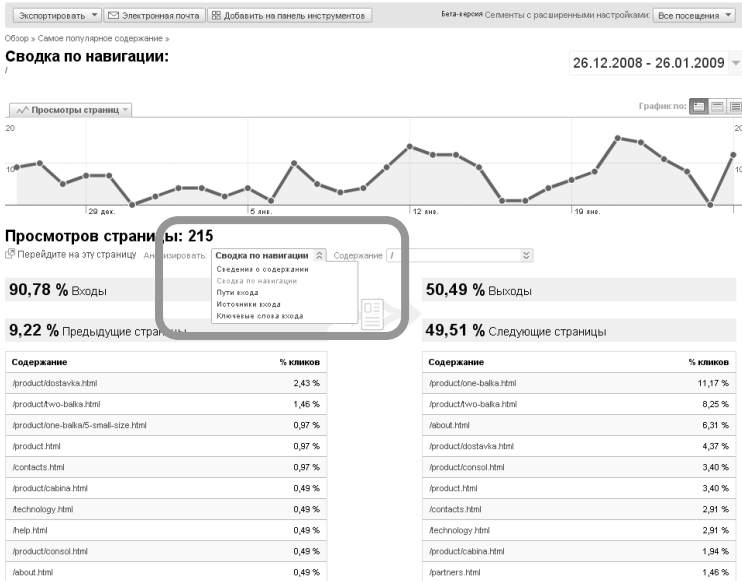 Экспортировать Электронная почта Добавить на панель инструментов Бета-версия Сегменты с расширенными настройками: Все посещения
Обзор » Самое популярное содержание »
Сводка по навигации:
/
26.12.2008 - 26.01.2009
Просмотры страниц График по:
20 20
10 10
29 дек. 5 янв. 12 янв. 19 янв.
Просмотров страницы: 215
Перейдите на эту страницу Анализировать: Сводка по навигации Содержание /
Сведения о содержании
Сводка по навигации
Пути входа
Источники входа
Ключевые слова входа
90,78 % Входы 50,49 % Выходы
9,22 % Предыдущие страницы 49,51 % Следующие страницы
Содержание % кликов Содержание % кликов
/product/dostavka.html 2,43 % /product/one-balka.html 11,17 %
/product/two-balka.html 1,46 % /product/two-balka.html 8,25 %
/product/one-balka/5-small-size.html 0,97 % /about.html 6,31 %
/product.html 0,97 % /product/dostavka.html 4,37 %
/contacts.html 0,97 % /product/consol.html 3,40 %
/product/cabina.html 0,49 % /product.html 3,40 %
/technology.html 0,49 % /contacts.html 2,91 %
/help.html 0,49 % /technology.html 2,91 %
/product/consol.html 0,49 % /product/cabina.html 1,94 %
/about.html 0,49 % /partners.html 1,46 %